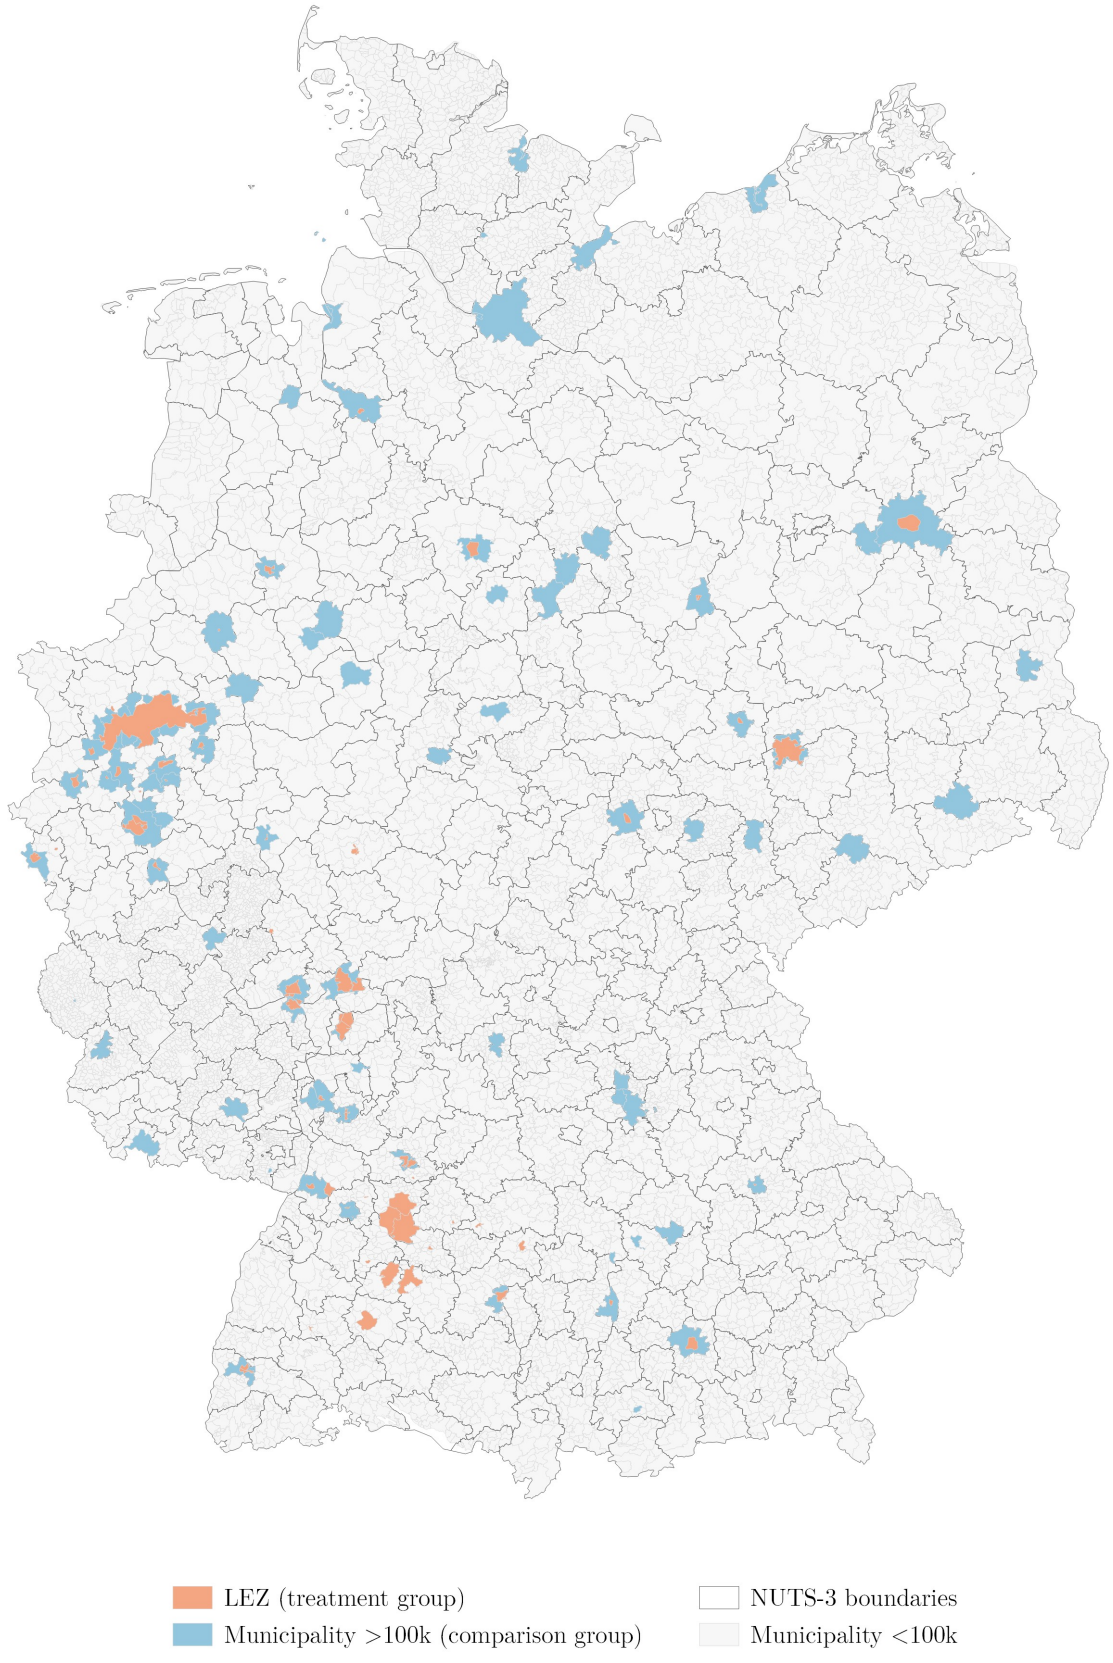 LEZ (treatment group)
NUTS-3 boundaries
Municipality >100k (comparison group)
Municipality <100k